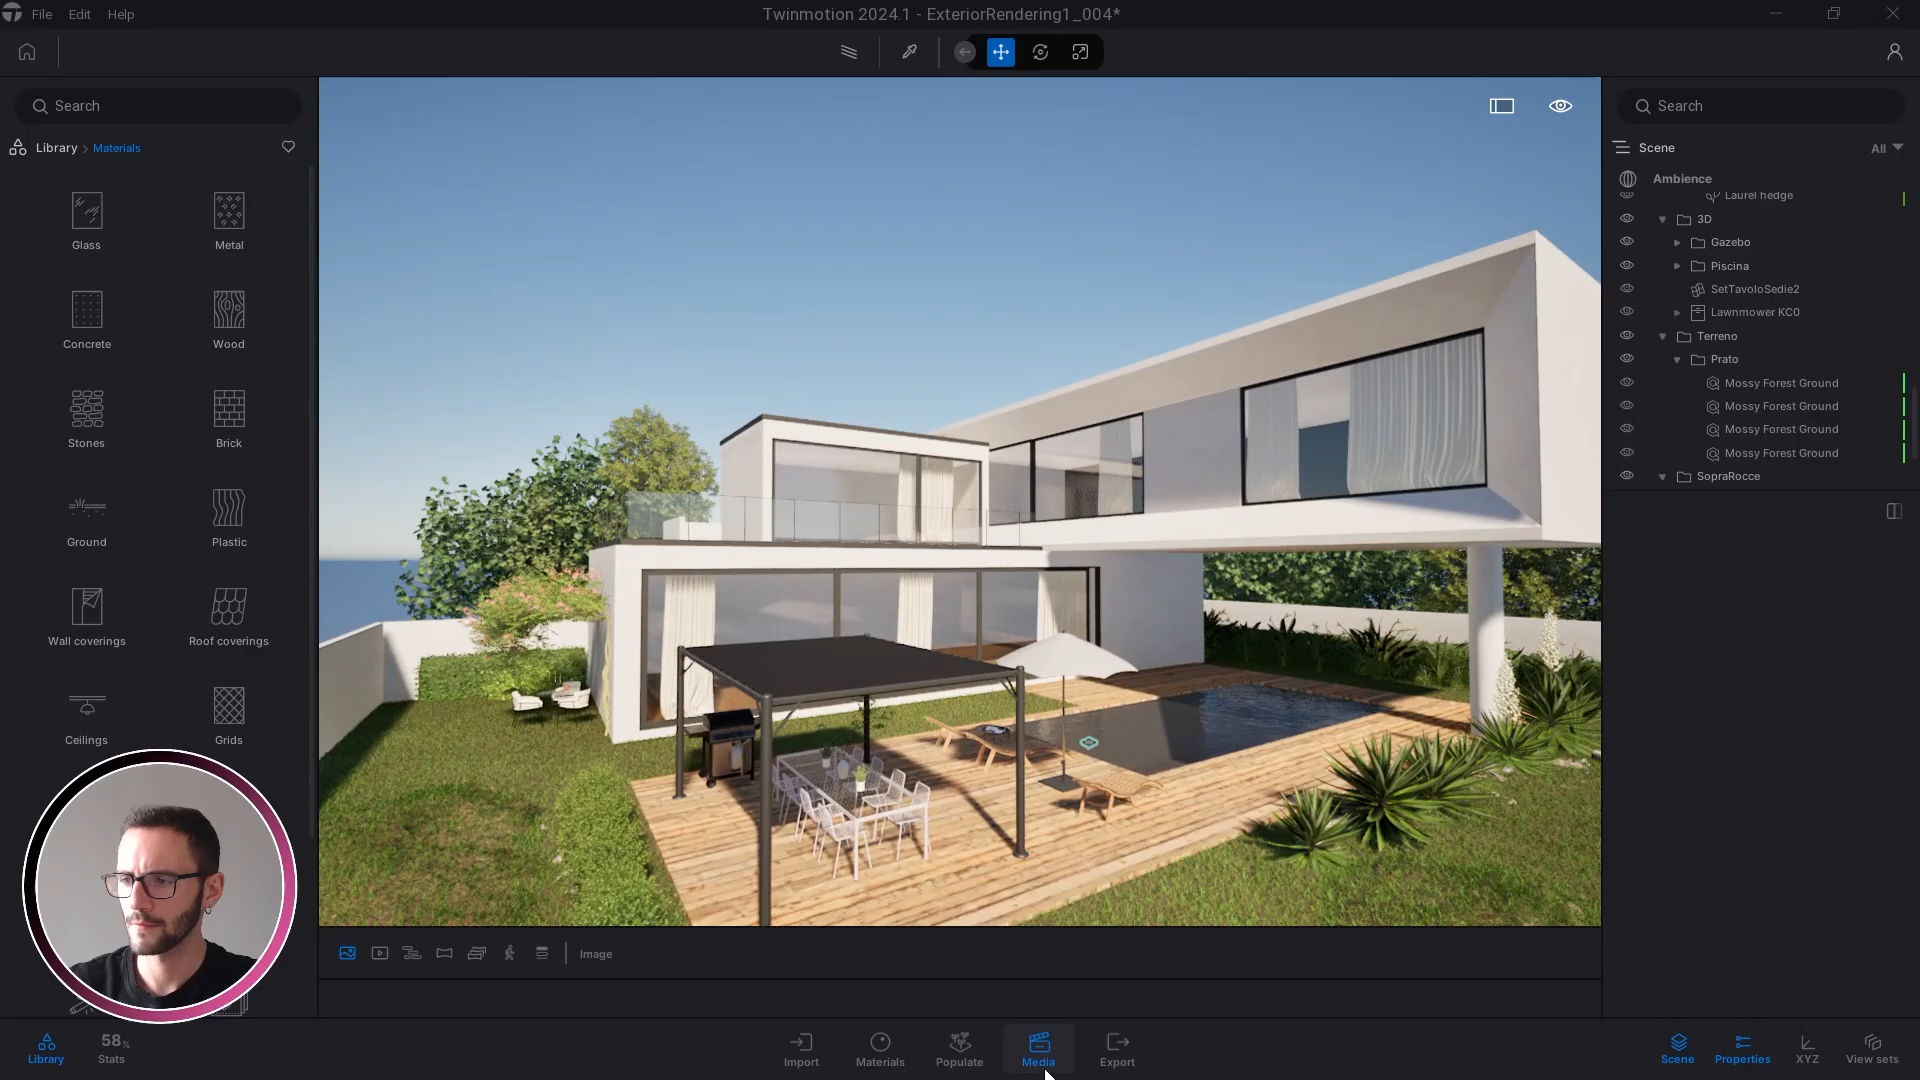 File Edit Help
Twinmotion 2024.1 - ExteriorRendering1_004*
Search
Library > Materials
Glass
Metal
Concrete
Wood
Stones
Brick
Ground
Plastic
Wall coverings
Roof coverings
Ceilings
Grids
Search
Scene
All
Ambience
Laurel hedge
3D
Gazebo
Piscina
SetTavoloSedie2
Lawnmower KC0
Terreno
Prato
Mossy Forest Ground
Mossy Forest Ground
Mossy Forest Ground
Mossy Forest Ground
SopraRocce
Image
Library
58%
Stats
Import
Materials
Populate
Media
Export
Scene
Properties
XYZ
View sets